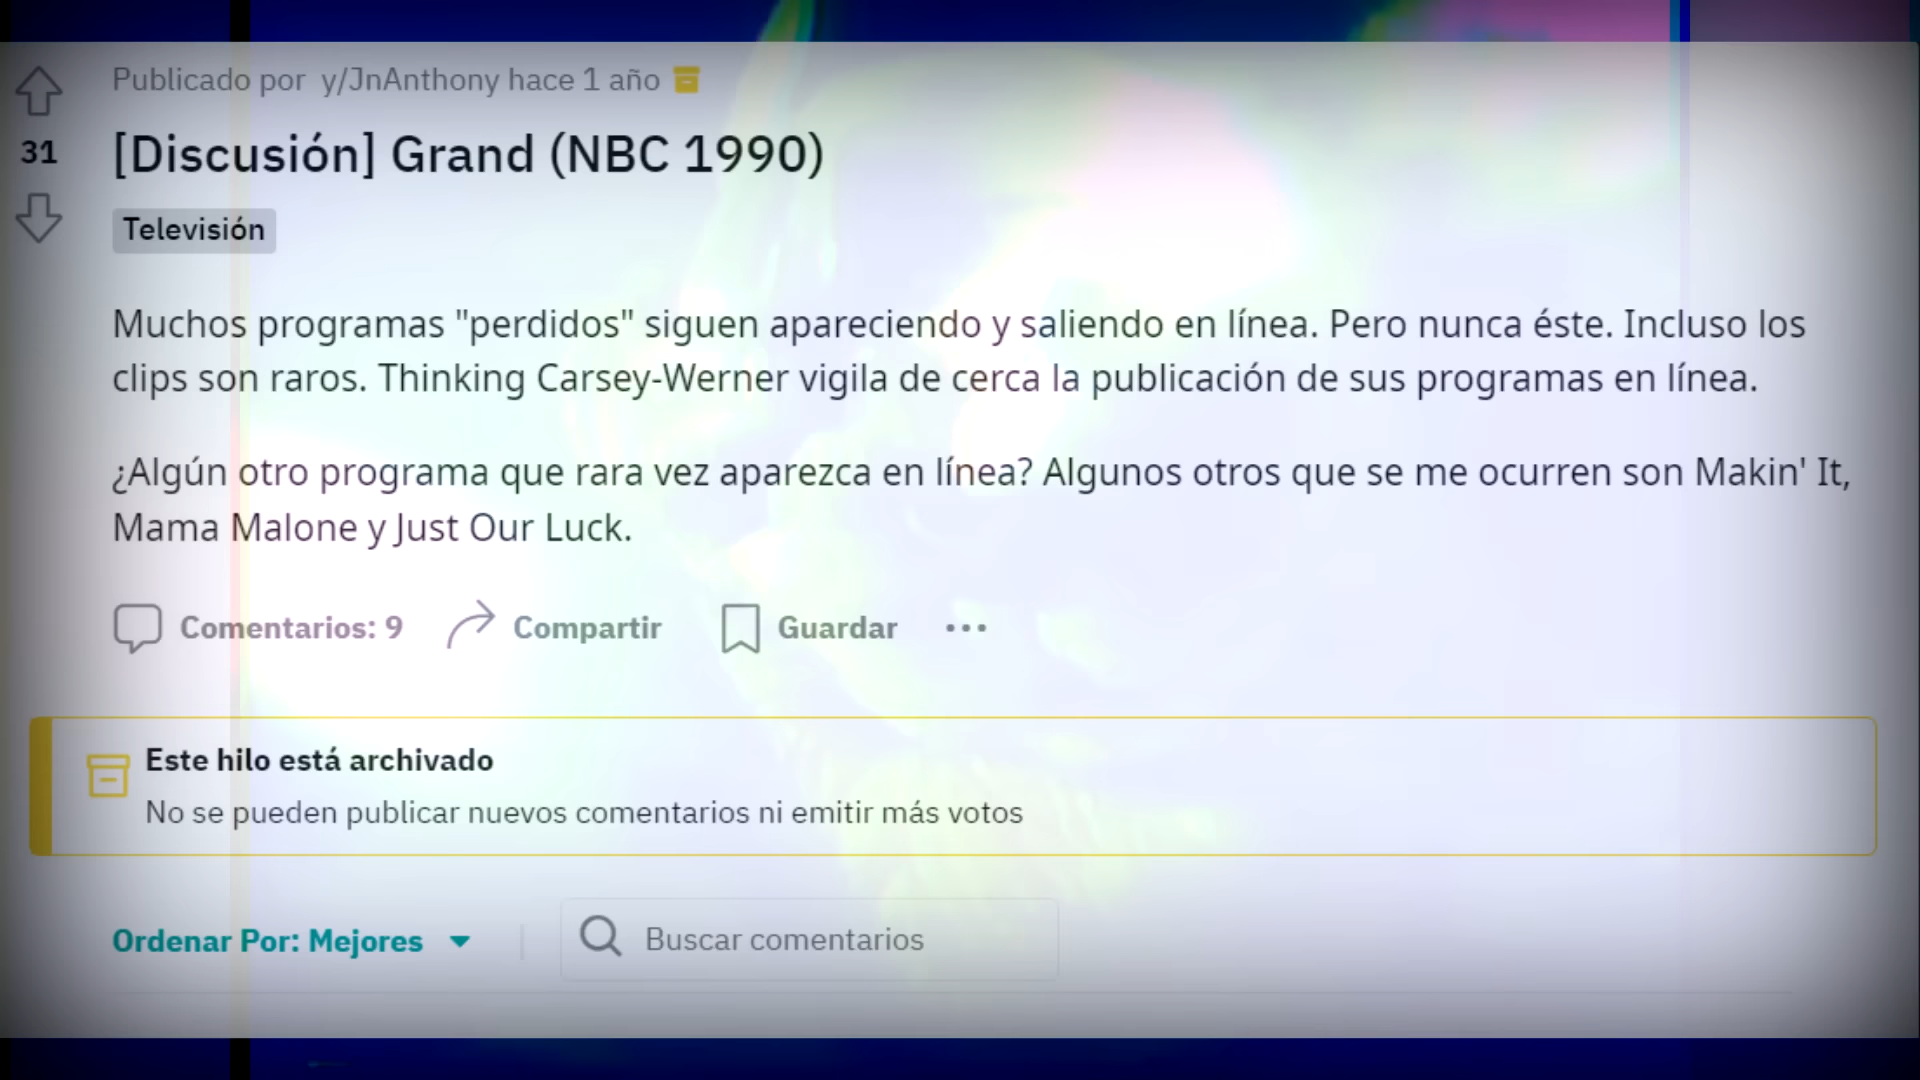 Publicado por y/JnAnthony hace 1 año
31
[Discusión] Grand (NBC 1990)
Televisión
Muchos programas "perdidos" siguen apareciendo y saliendo en línea. Pero nunca éste. Incluso los
clips son raros. Thinking Carsey-Werner vigila de cerca la publicación de sus programas en línea.
¿Algún otro programa que rara vez aparezca en línea? Algunos otros que se me ocurren son Makin' It,
Mama Malone y Just Our Luck.
Comentarios: 9 Compartir Guardar
Este hilo está archivado
No se pueden publicar nuevos comentarios ni emitir más votos
Ordenar Por: Mejores Buscar comentarios